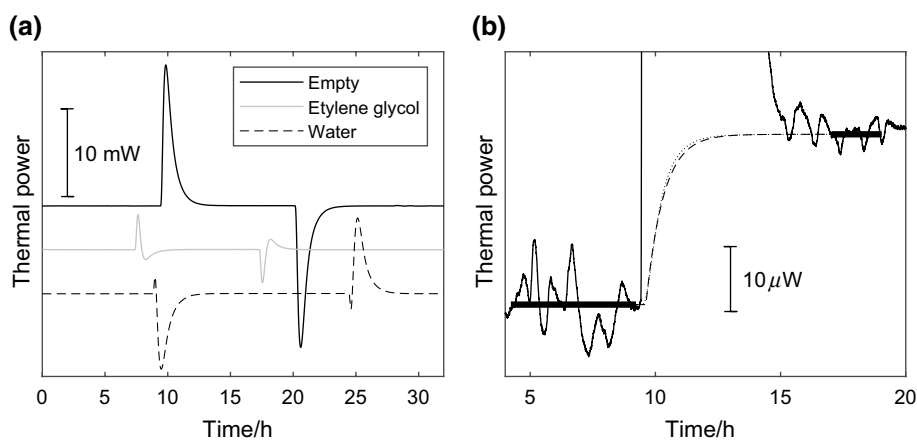 (a)
Thermal power
10 mW
Empty
Etylene glycol
Water
0 5 10 15 20 25 30
Time/h
(b)
Thermal power
10 μW
5 10 15 20
Time/h